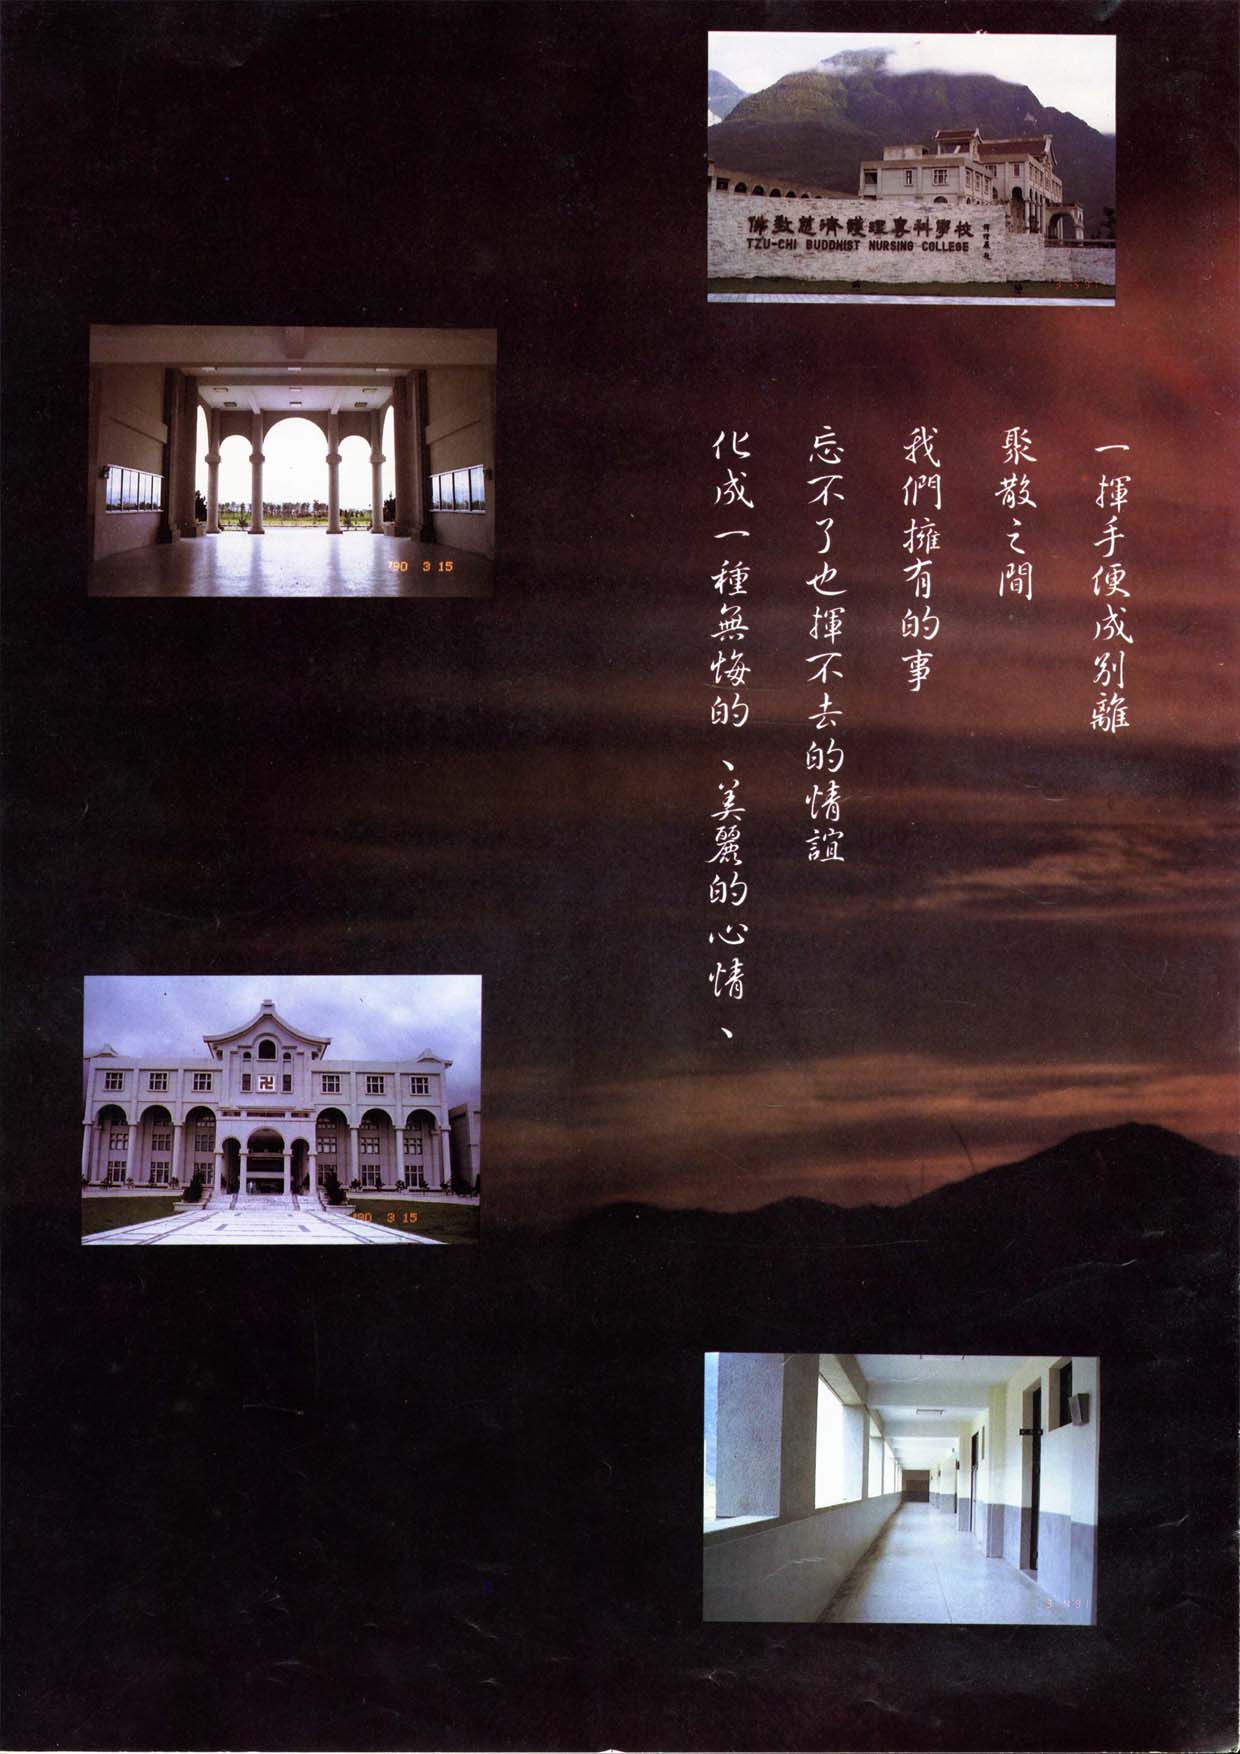 佛教慈濟護理專科學校
TZU-CHI BUDDHIST NURSING COLLEGE
一揮手便成別離
聚散之間
我們擁有的事
忘不了也揮不去的情誼
化成一種無悔的、美麗的心情、
'90 3 15
'90 3 15